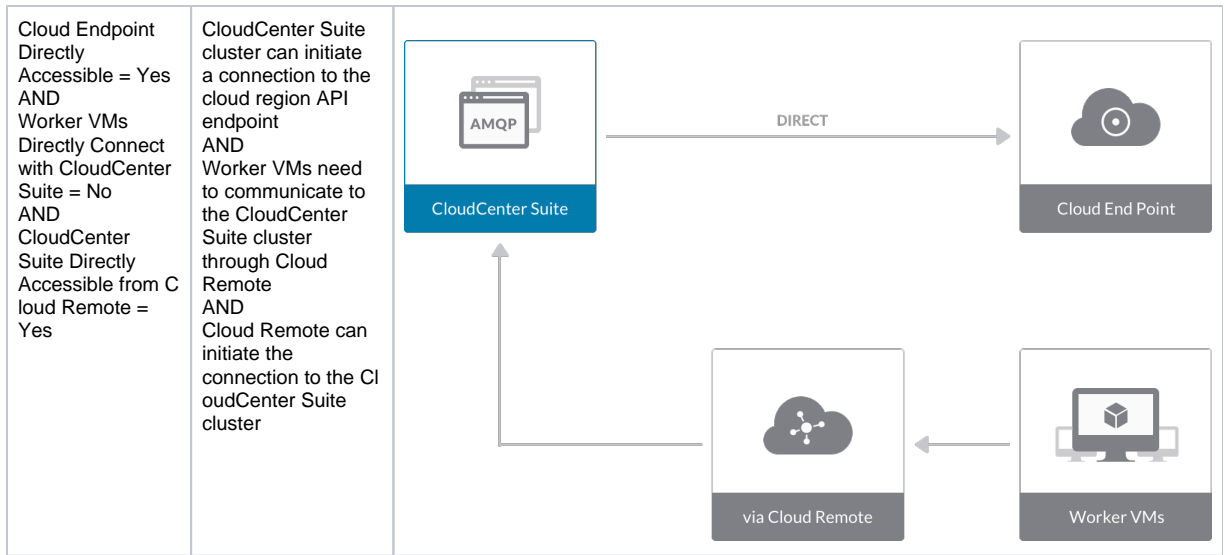 Cloud Endpoint
Directly
Accessible = Yes
AND
Worker VMs
Directly Connect
with CloudCenter
Suite = No
AND
CloudCenter
Suite Directly
Accessible from C
loud Remote =
Yes
CloudCenter Suite
cluster can initiate
a connection to the
cloud region API
endpoint
AND
Worker VMs need
to communicate to
the CloudCenter
Suite cluster
through Cloud
Remote
AND
Cloud Remote can
initiate the
connection to the Cl
oudCenter Suite
cluster
AMQP
DIRECT
CloudCenter Suite
Cloud End Point
via Cloud Remote
Worker VMs